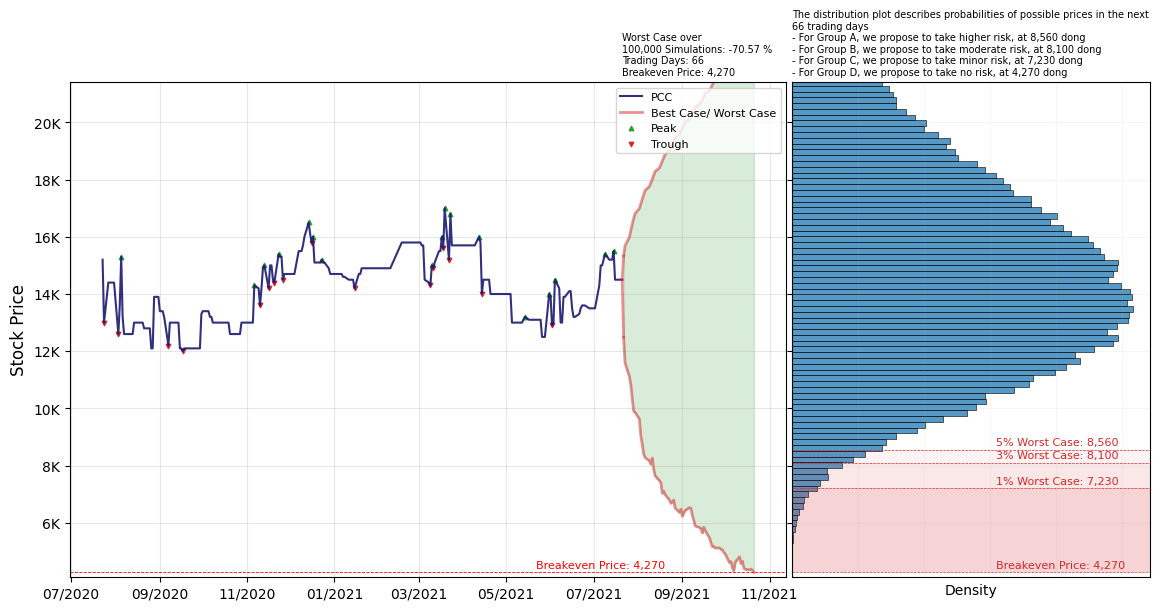 Worst Case over
100,000 Simulations: -70.57 %
Trading Days: 66
Breakeven Price: 4,270
The distribution plot describes probabilities of possible prices in the next
66 trading days
- For Group A, we propose to take higher risk, at 8,560 dong
- For Group B, we propose to take moderate risk, at 8,100 dong
- For Group C, we propose to take minor risk, at 7,230 dong
- For Group D, we propose to take no risk, at 4,270 dong
PCC
Best Case/ Worst Case
Peak
Trough
Stock Price
20K
18K
16K
14K
12K
10K
8K
6K
Breakeven Price: 4,270
07/2020
09/2020
11/2020
01/2021
03/2021
05/2021
07/2021
09/2021
11/2021
5% Worst Case: 8,560
3% Worst Case: 8,100
1% Worst Case: 7,230
Breakeven Price: 4,270
Density